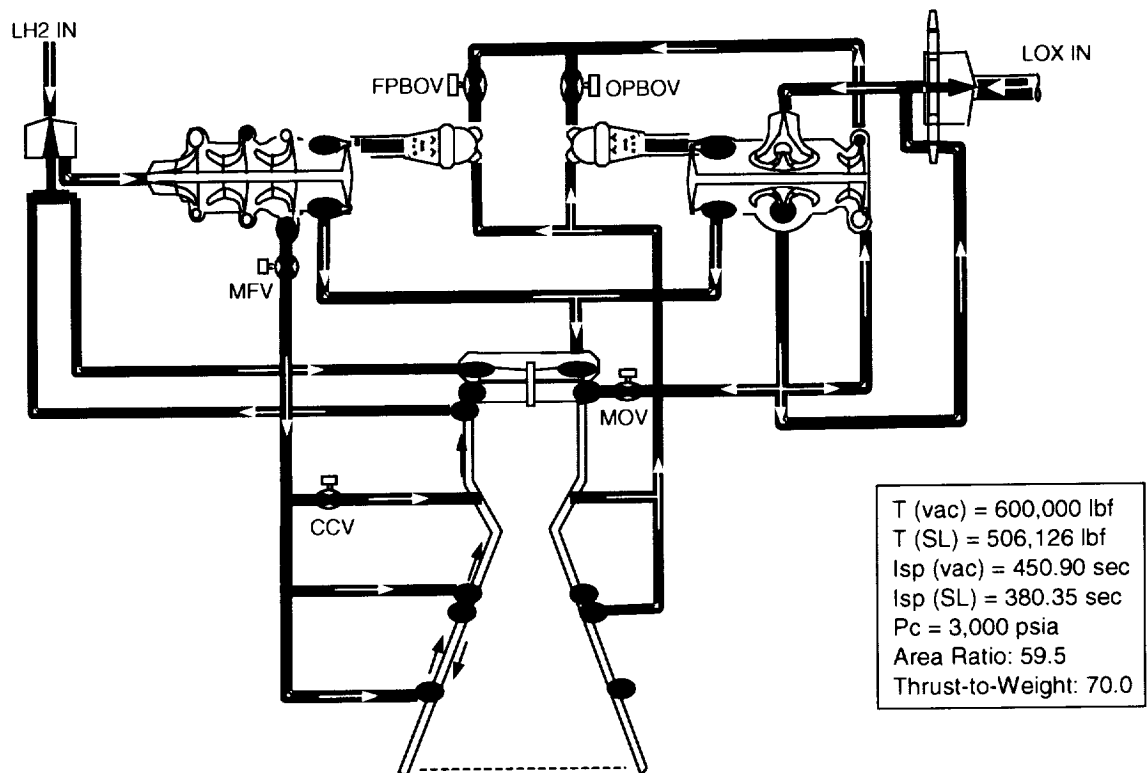 LH2 IN
FPBOV
OPBOV
LOX IN
MFV
MOV
CCV
T (vac) = 600,000 lbf
T (SL) = 506,126 lbf
Isp (vac) = 450.90 sec
Isp (SL) = 380.35 sec
Pc = 3,000 psia
Area Ratio: 59.5
Thrust-to-Weight: 70.0